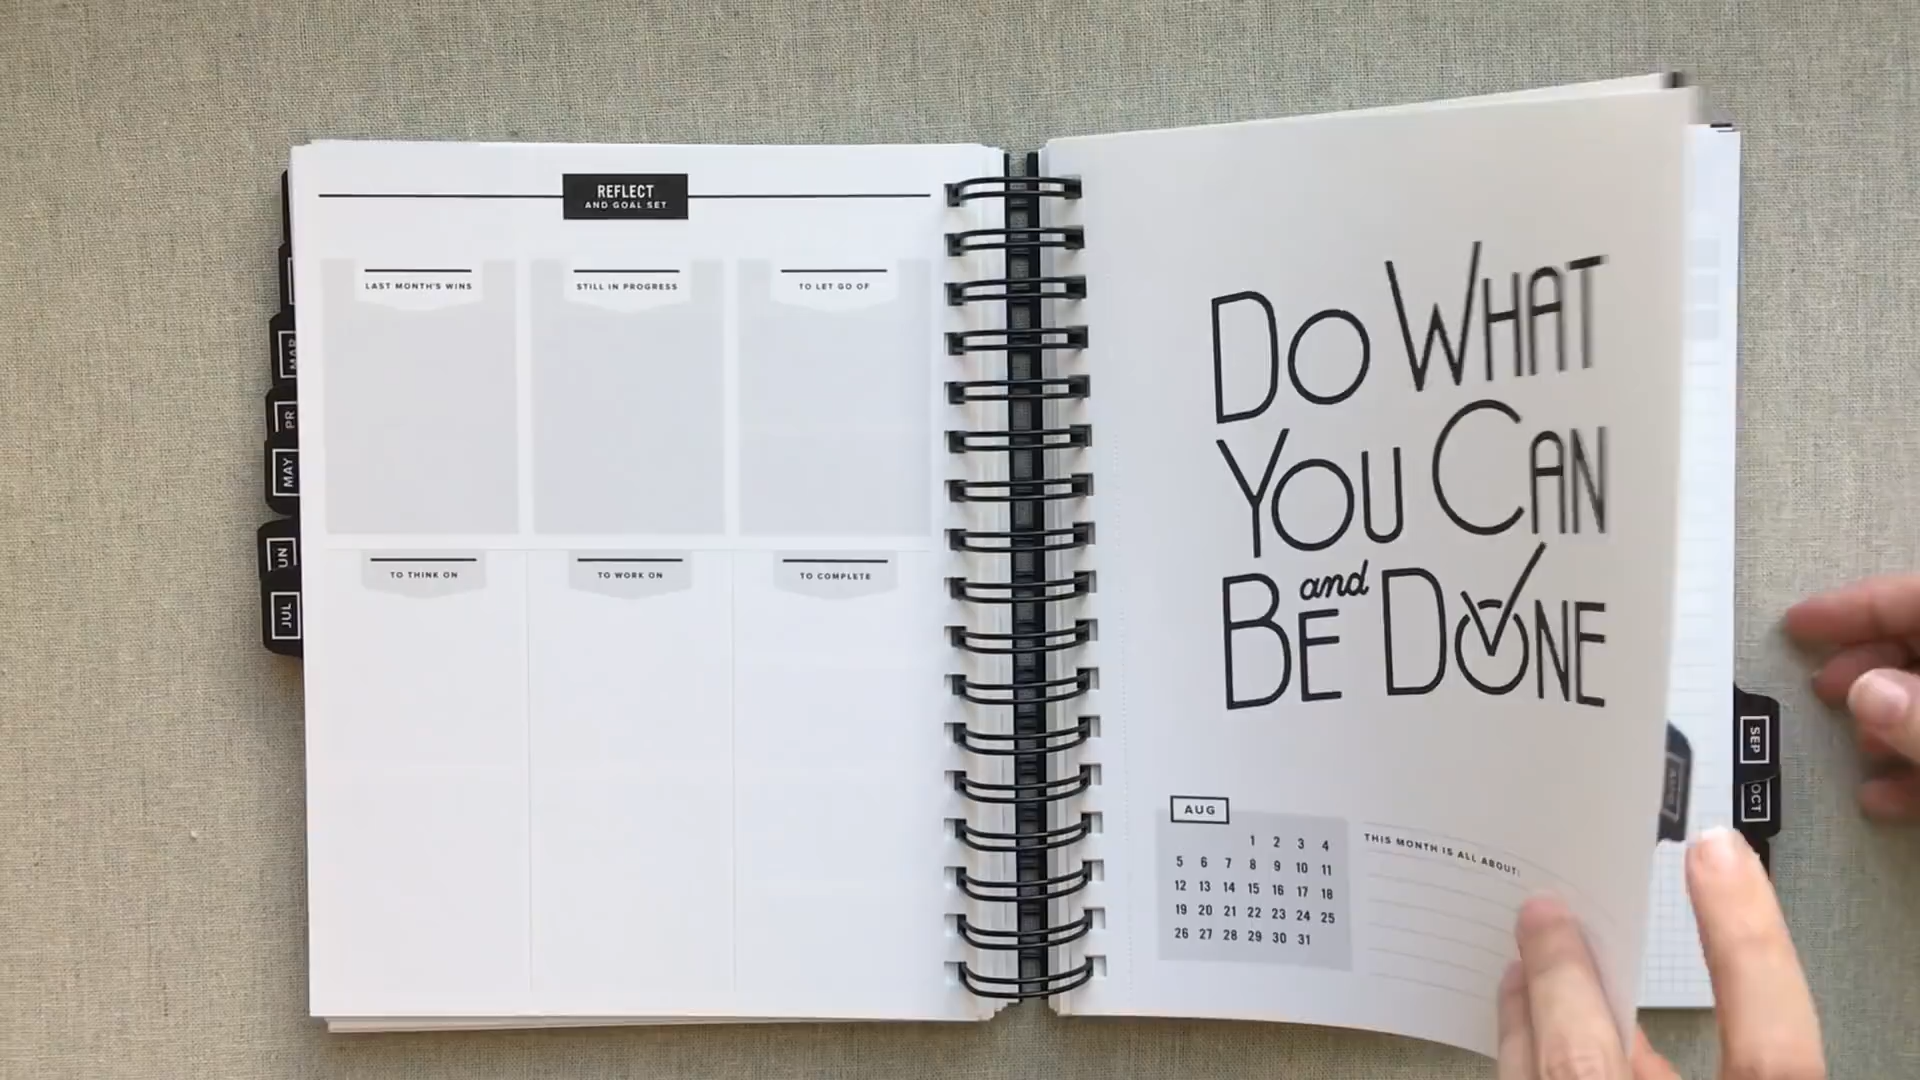 REFLECT
AND GOAL SET
LAST MONTH'S WINS
STILL IN PROGRESS
TO LET GO OF
TO THINK ON
TO WORK ON
TO COMPLETE
MAR
PR
MAY
UN
JUL
DO WHAT
YOU CAN
and
BE DONE
AUG
1 2 3 4
5 6 7 8 9 10 11
12 13 14 15 16 17 18
19 20 21 22 23 24 25
26 27 28 29 30 31
THIS MONTH IS ALL ABOUT:
SEP
OCT